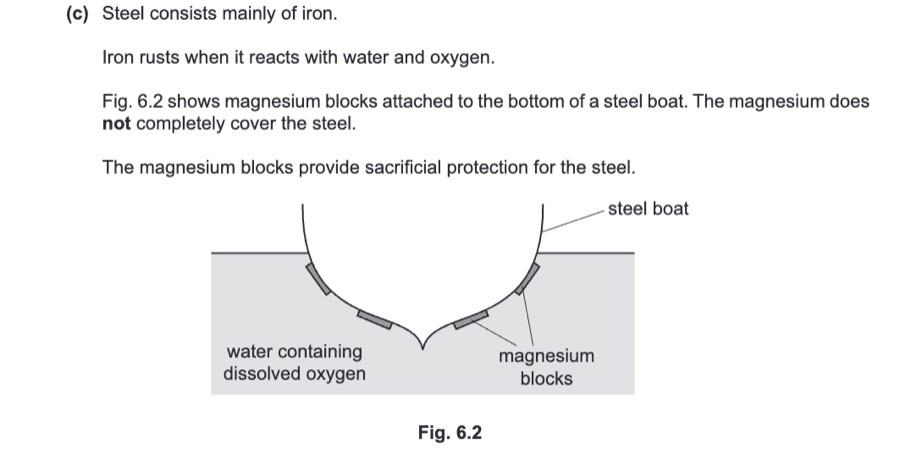 (c) Steel consists mainly of iron.
Iron rusts when it reacts with water and oxygen.
Fig. 6.2 shows magnesium blocks attached to the bottom of a steel boat. The magnesium does
not completely cover the steel.
The magnesium blocks provide sacrificial protection for the steel.
steel boat
water containing
dissolved oxygen
magnesium
blocks
Fig. 6.2